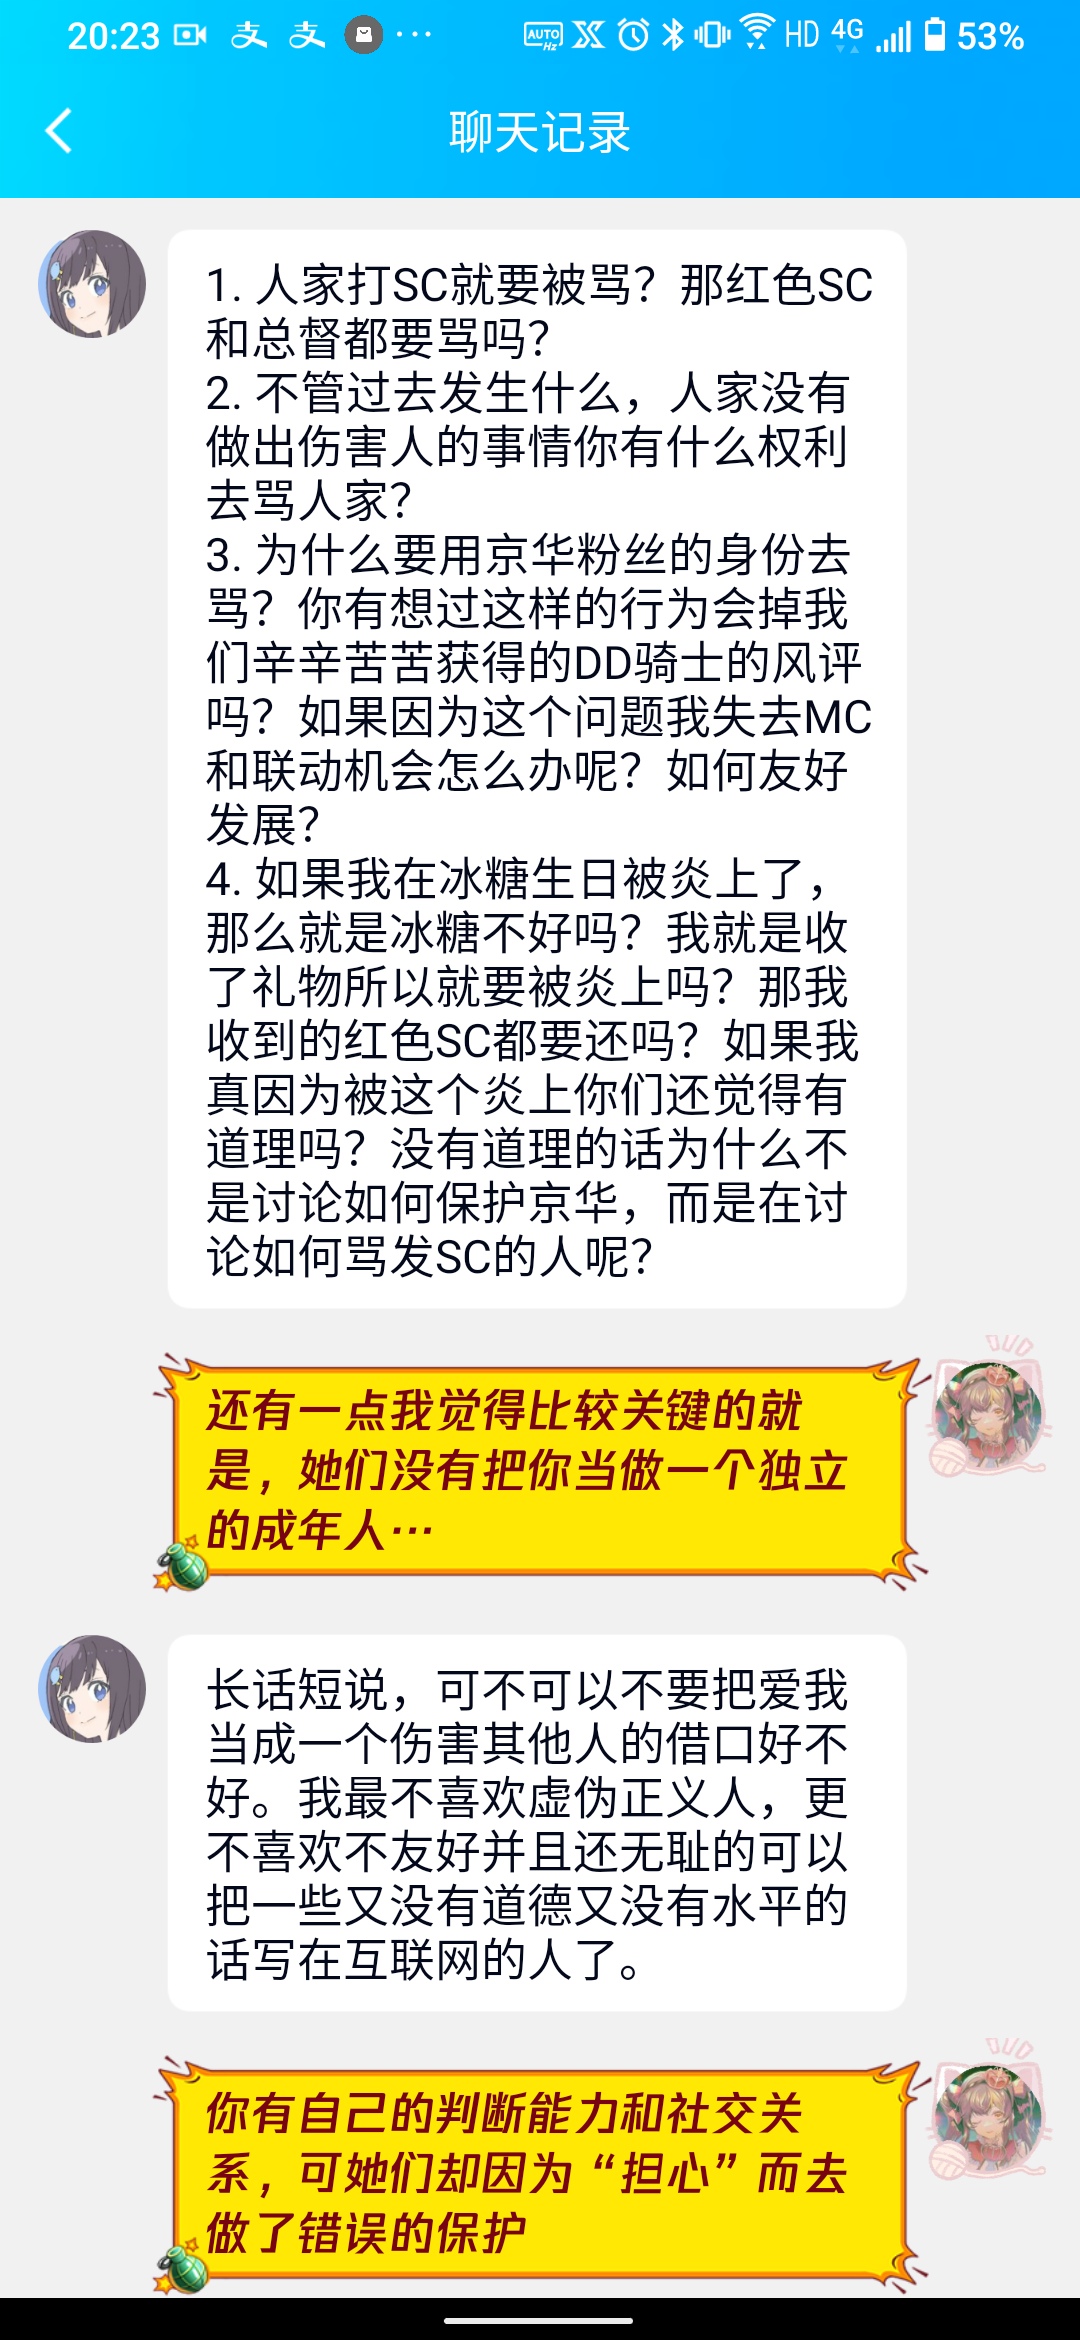 20:23 支 支 ··· AUTO Hz HD 4G 53%
聊天记录
1. 人家打SC就要被骂？那红色SC
和总督都要骂吗？
2. 不管过去发生什么，人家没有
做出伤害人的事情你有什么权利
去骂人家？
3. 为什么要用京华粉丝的身份去
骂？你有想过这样的行为会掉我
们辛辛苦苦获得的DD骑士的风评
吗？如果因为这个问题我失去MC
和联动机会怎么办呢？如何友好
发展？
4. 如果我在冰糖生日被炎上了，
那么就是冰糖不好吗？我就是收
了礼物所以就要被炎上吗？那我
收到的红色SC都要还吗？如果我
真因为被这个炎上你们还觉得有
道理吗？没有道理的话为什么不
是讨论如何保护京华，而是在讨
论如何骂发SC的人呢？
还有一点我觉得比较关键的就
是，她们没有把你当做一个独立
的成年人…
长话短说，可不可以不要把爱我
当成一个伤害其他人的借口好不
好。我最不喜欢虚伪正义人，更
不喜欢不友好并且还无耻的可以
把一些又没有道德又没有水平的
话写在互联网的人了。
你有自己的判断能力和社交关
系，可她们却因为“担心”而去
做了错误的保护